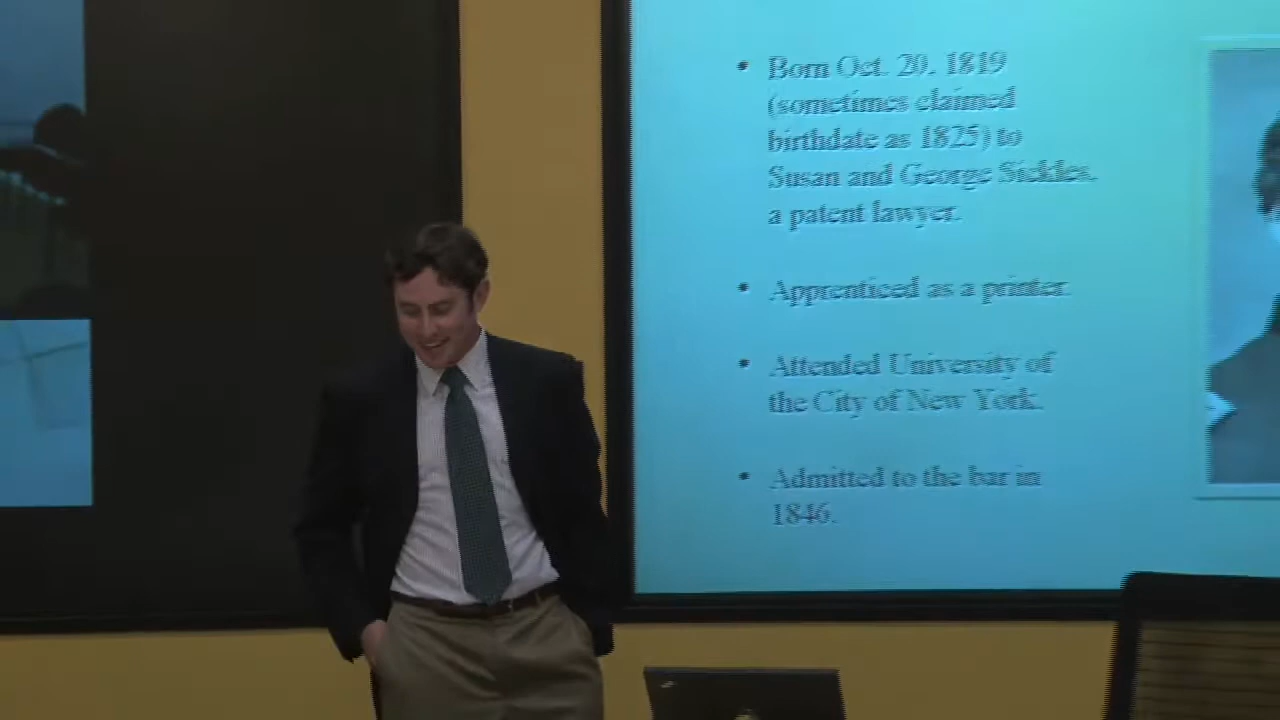 • Born Oct. 20, 1819
(sometimes claimed
birthdate as 1825) to
Susan and George Sickles,
a patent lawyer.
• Apprenticed as a printer.
• Attended University of
the City of New York.
• Admitted to the bar in
1846.